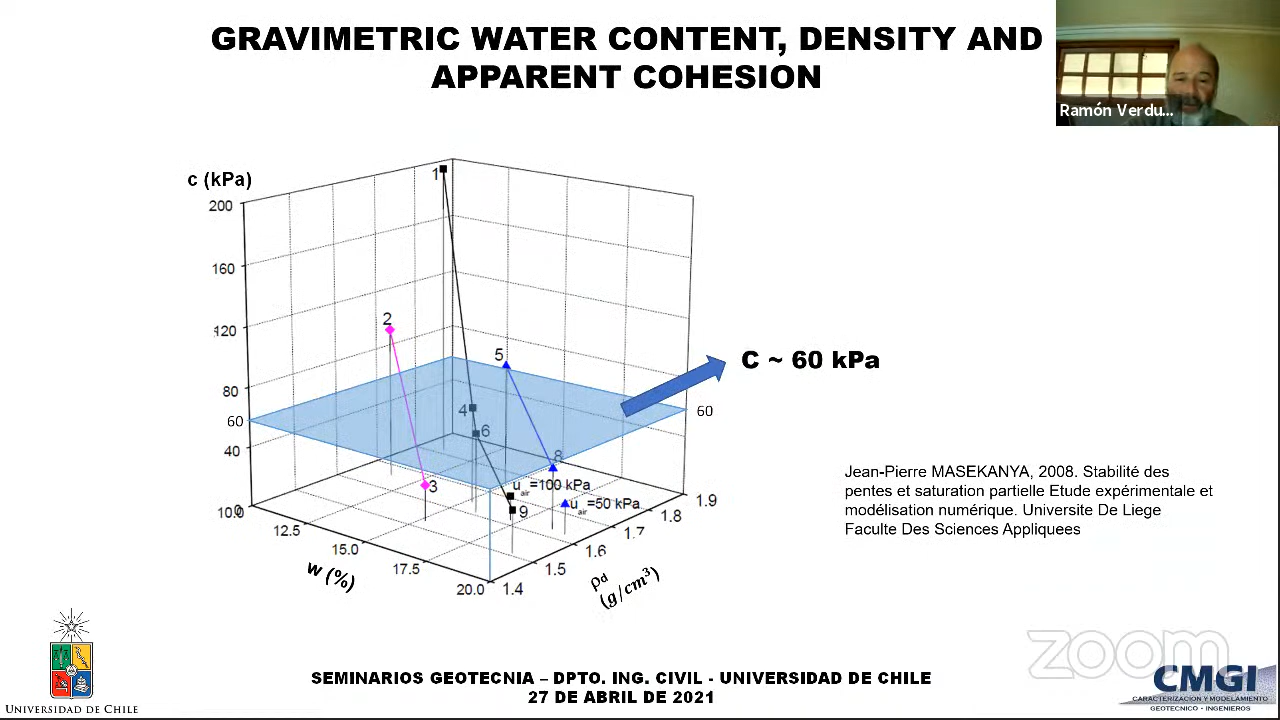 GRAVIMETRIC WATER CONTENT, DENSITY AND
APPARENT COHESION
Ramón Verdu...
c (kPa)
200
160
120
80
60
40
0
10.0
12.5
15.0
17.5
20.0
w (%)
1.4
1.5
1.6
1.7
1.8
1.9
ρd
(g/cm³)
1
2
3
4
5
6
8
9
u air =100 kPa
u air =50 kPa
60
C ~ 60 kPa
Jean-Pierre MASEKANYA, 2008. Stabilité des
pentes et saturation partielle Etude expérimentale et
modélisation numérique. Universite De Liege
Faculte Des Sciences Appliquees
zoom
UNIVERSIDAD DE CHILE
SEMINARIOS GEOTECNIA – DPTO. ING. CIVIL - UNIVERSIDAD DE CHILE
27 DE ABRIL DE 2021
CMGI
CARACTERIZACION Y MODELAMIENTO
GEOTECNICO - INGENIEROS